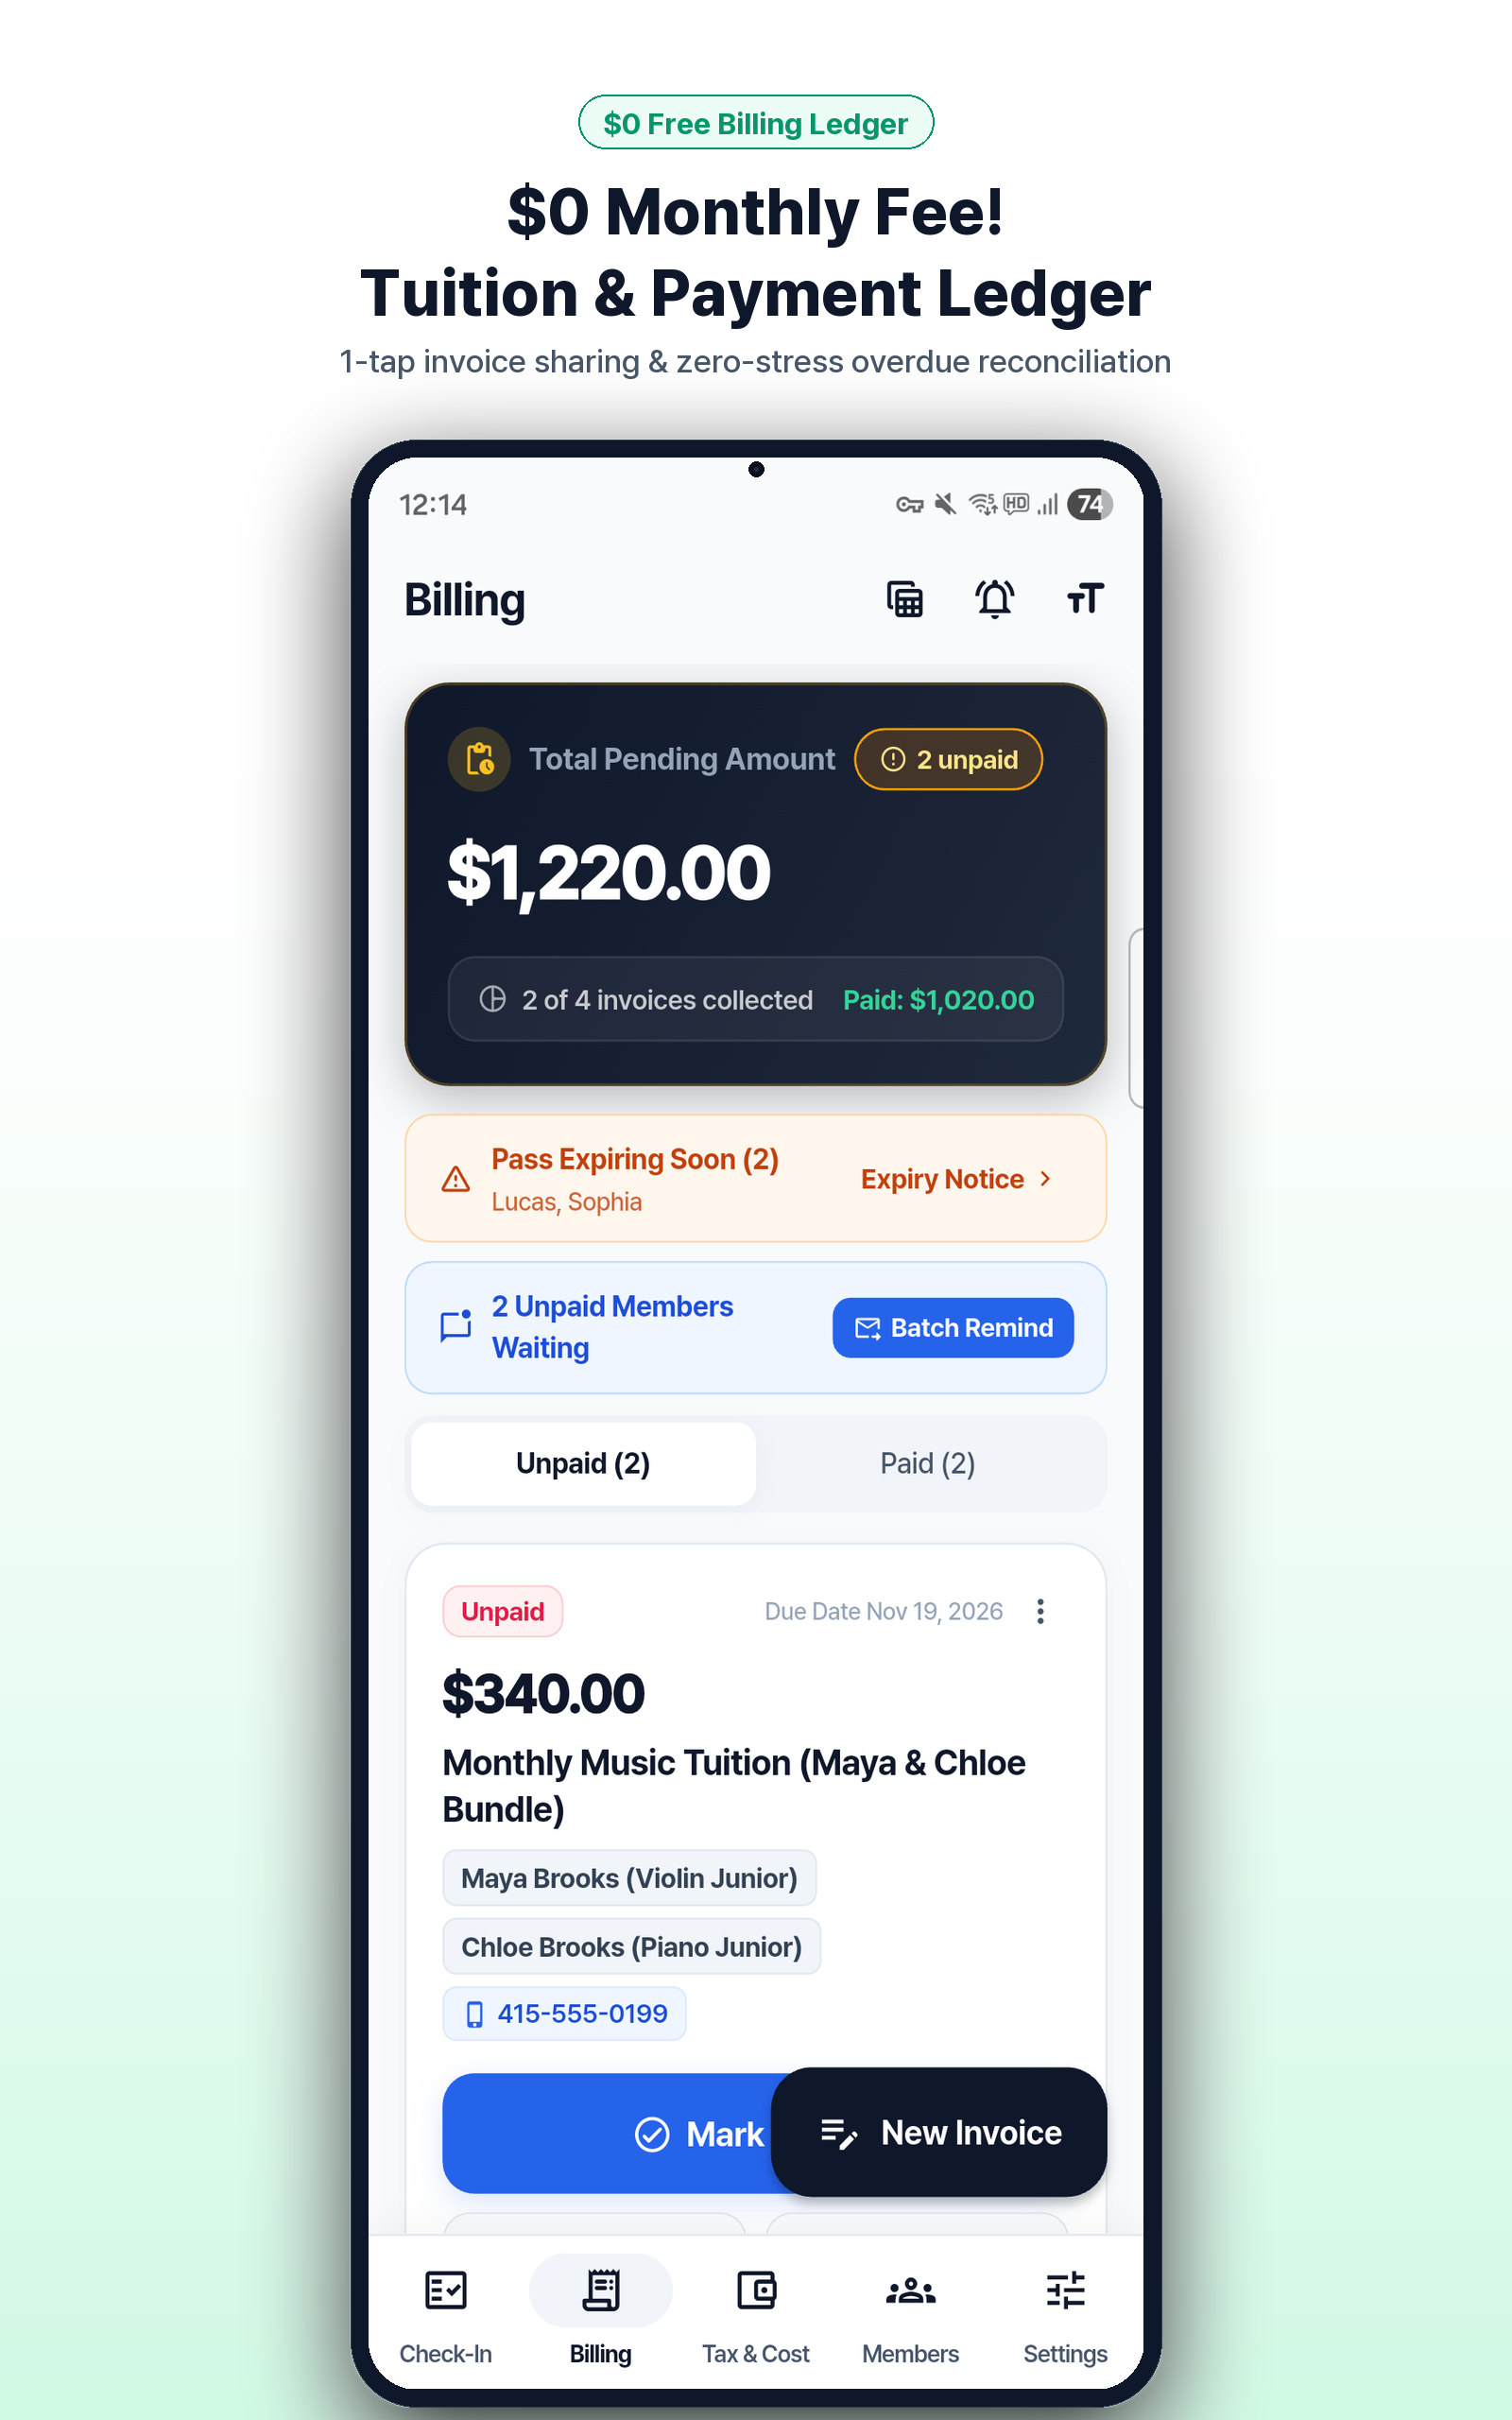 $0 Free Billing Ledger
$0 Monthly Fee!
Tuition & Payment Ledger
1-tap invoice sharing & zero-stress overdue reconciliation
12:14
5
HD
74
Billing
Total Pending Amount
2 unpaid
$1,220.00
2 of 4 invoices collected
Paid: $1,020.00
Pass Expiring Soon (2)
Lucas, Sophia
Expiry Notice
2 Unpaid Members
Waiting
Batch Remind
Unpaid (2)
Paid (2)
Unpaid
Due Date Nov 19, 2026
$340.00
Monthly Music Tuition (Maya & Chloe
Bundle)
Maya Brooks (Violin Junior)
Chloe Brooks (Piano Junior)
415-555-0199
Mark
New Invoice
Check-In
Billing
Tax & Cost
Members
Settings